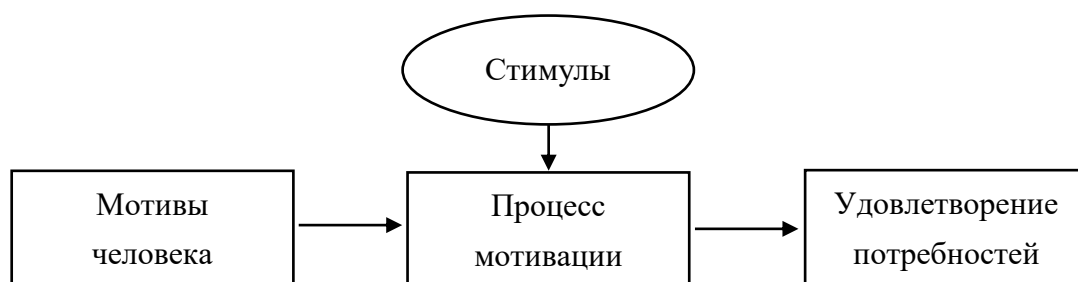 Стимулы
Мотивы
человека
Процесс
мотивации
Удовлетворение
потребностей